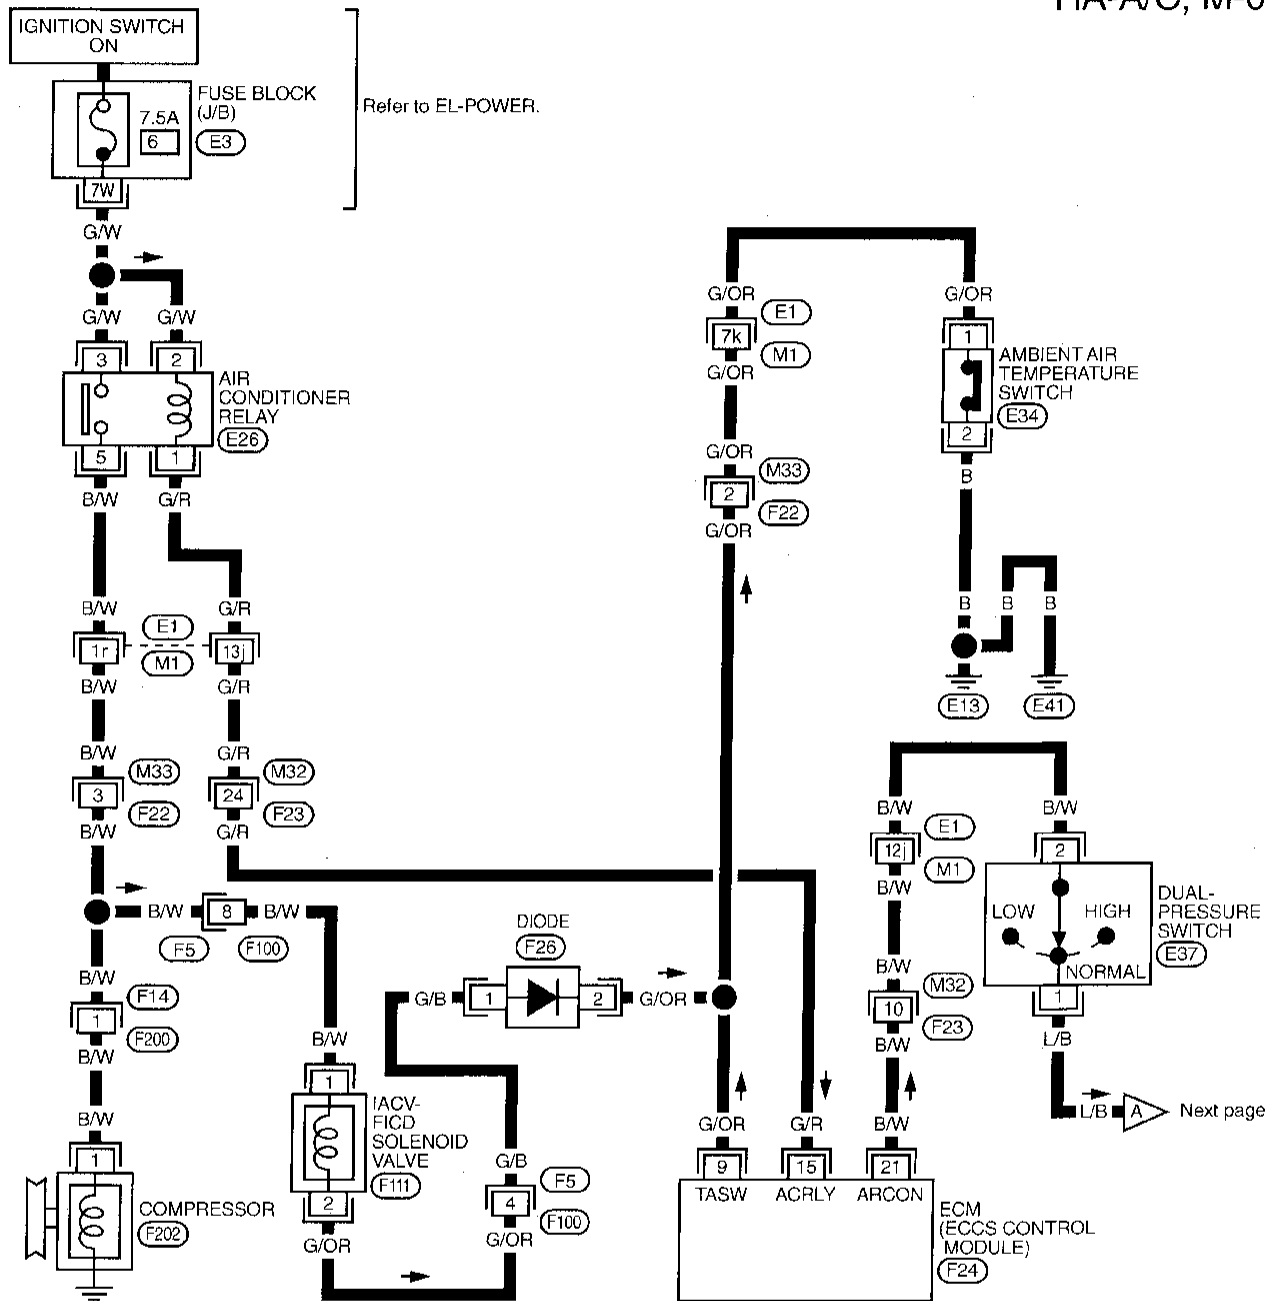 IGNITION SWITCH
ON
FUSE BLOCK
(J/B)
7.5A
6
E3
Refer to EL-POWER.
7W
G/W
G/W
G/W
3
2
AIR
CONDITIONER
RELAY
E26
5
1
B/W
G/R
G/OR
E1
7k
M1
G/OR
G/OR
1
AMBIENT AIR
TEMPERATURE
SWITCH
E34
2
B
G/OR
M33
2
F22
G/OR
B/W
E1
G/R
1r
M1
13j
B/W
G/R
B
B
B
E13
E41
B/W
M33
3
F22
B/W
G/R
M32
24
F23
G/R
B/W
E1
12j
M1
B/W
B/W
2
DUAL-
PRESSURE
SWITCH
E37
LOW
HIGH
NORMAL
1
L/B
L/B
A
Next page
B/W
M32
10
F23
B/W
B/W
8
B/W
F5
F100
DIODE
F26
G/B
1
2
G/OR
B/W
F14
1
F200
B/W
B/W
1
COMPRESSOR
F202
B/W
1
IACV-
FICD
SOLENOID
VALVE
F111
2
G/OR
G/B
F5
4
F100
G/OR
G/OR
G/R
B/W
9
15
21
TASW
ACRLY
ARCON
ECM
(ECCS CONTROL
MODULE)
F24